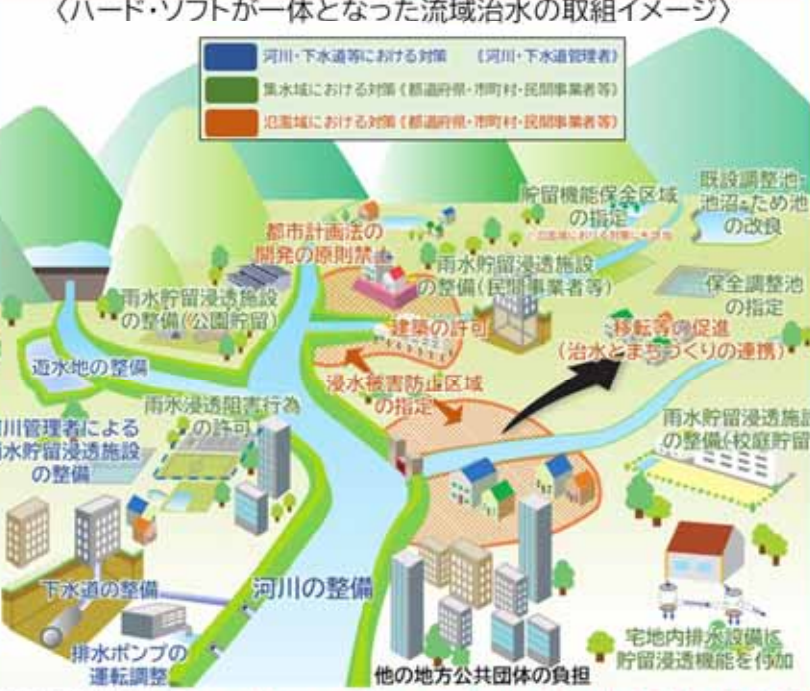 〈ハード・ソフトが一体となった流域治水の取組イメージ〉
河川・下水道等における対策 (河川・下水道管理者)
集水域における対策(都道府県・市町村・民間事業者等)
氾濫域における対策(都道府県・市町村・民間事業者等)
貯留機能保全区域
の指定
既設調整池・
池沼・ため池
の改良
都市計画法の
開発の原則禁止
雨水貯留浸透施設
の整備(民間事業者等)
保全調整池
の指定
雨水貯留浸透施設
の整備(公園貯留)
建築の許可
移転等の促進
(治水とまちづくりの連携)
遊水地の整備
浸水被害防止区域
の指定
雨水浸透阻害行為
の許可
川管理者による
水貯留浸透施設
の整備
雨水貯留浸透施設
の整備(校庭貯留
下水道の整備
河川の整備
排水ポンプの
運転調整
他の地方公共団体の負担
宅地内排水設備に
貯留浸透機能を付加